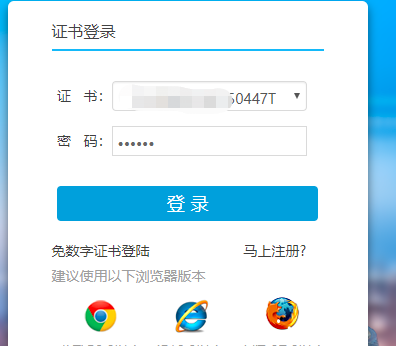 证书登录
证 书: 50447T
密 码: ••••••
登 录
免数字证书登陆 马上注册?
建议使用以下浏览器版本